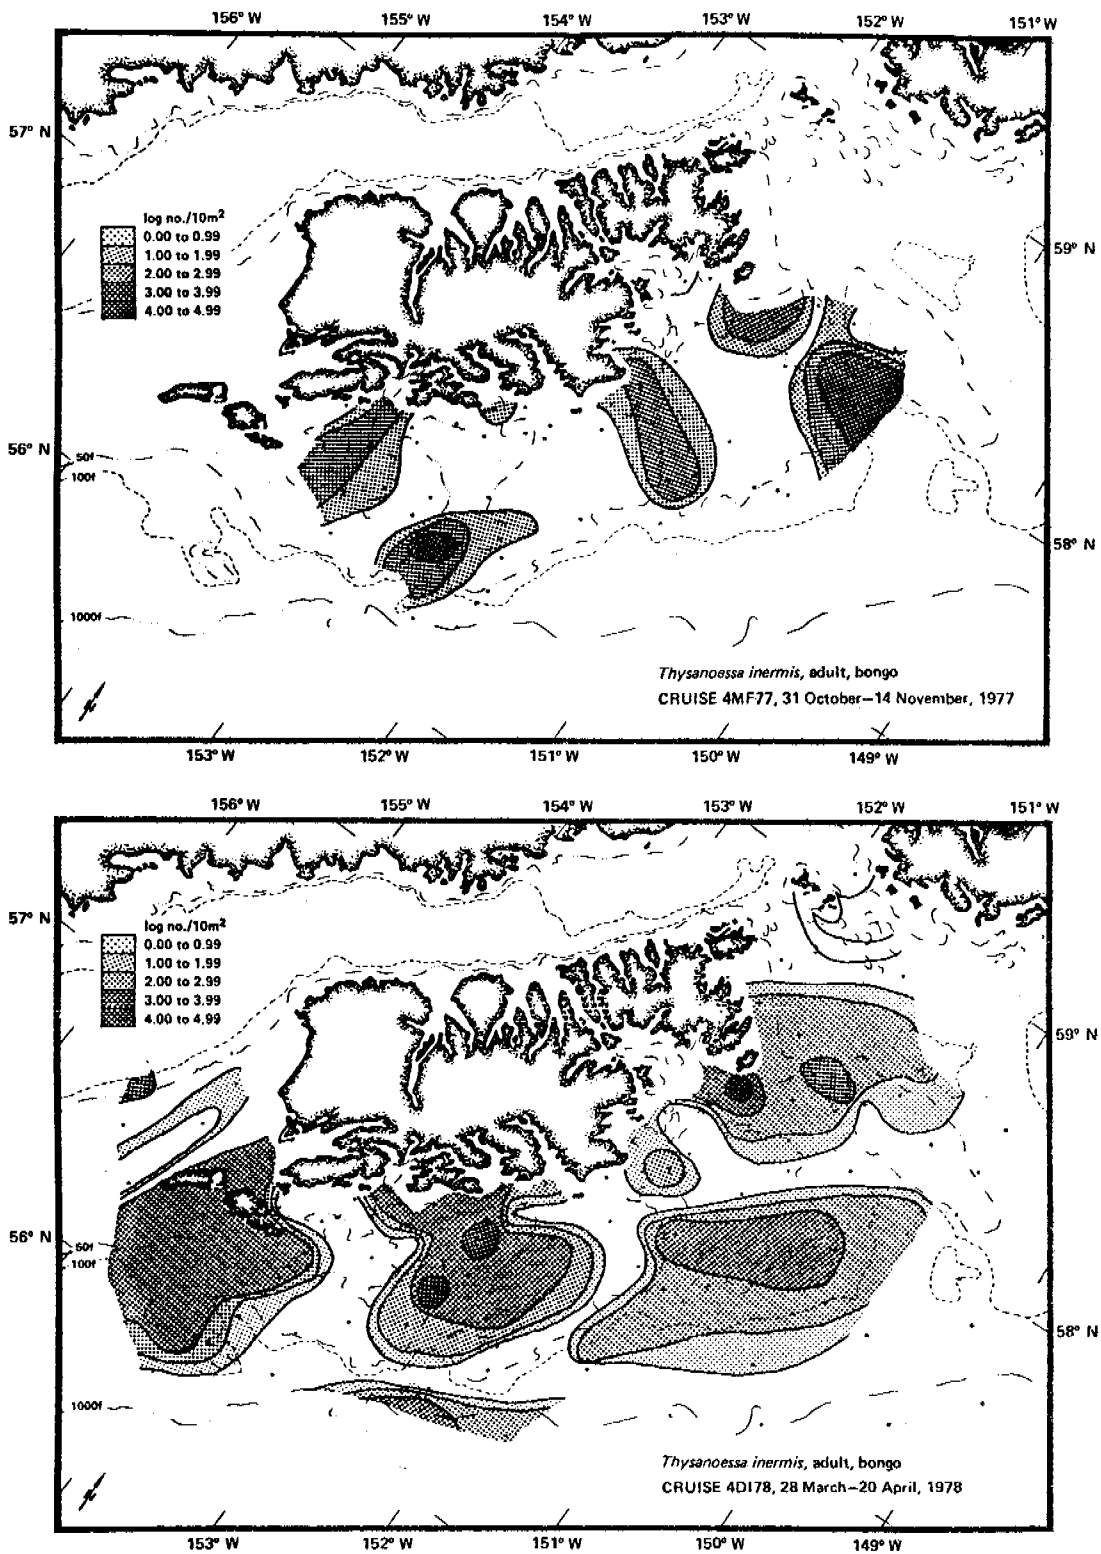 156° W 155° W 154° W 153° W 152° W 151° W
57° N
log no./10m²
0.00 to 0.99
1.00 to 1.99
2.00 to 2.99
3.00 to 3.99
4.00 to 4.99
59° N
56° N
50f
100f
58° N
1000f
Thysanoessa inermis, adult, bongo
CRUISE 4MF77, 31 October–14 November, 1977
153° W 152° W 151° W 150° W 149° W
156° W 155° W 154° W 153° W 152° W 151° W
57° N
log no./10m²
0.00 to 0.99
1.00 to 1.99
2.00 to 2.99
3.00 to 3.99
4.00 to 4.99
59° N
56° N
50f
100f
58° N
1000f
Thysanoessa inermis, adult, bongo
CRUISE 4DI78, 28 March–20 April, 1978
153° W 152° W 151° W 150° W 149° W